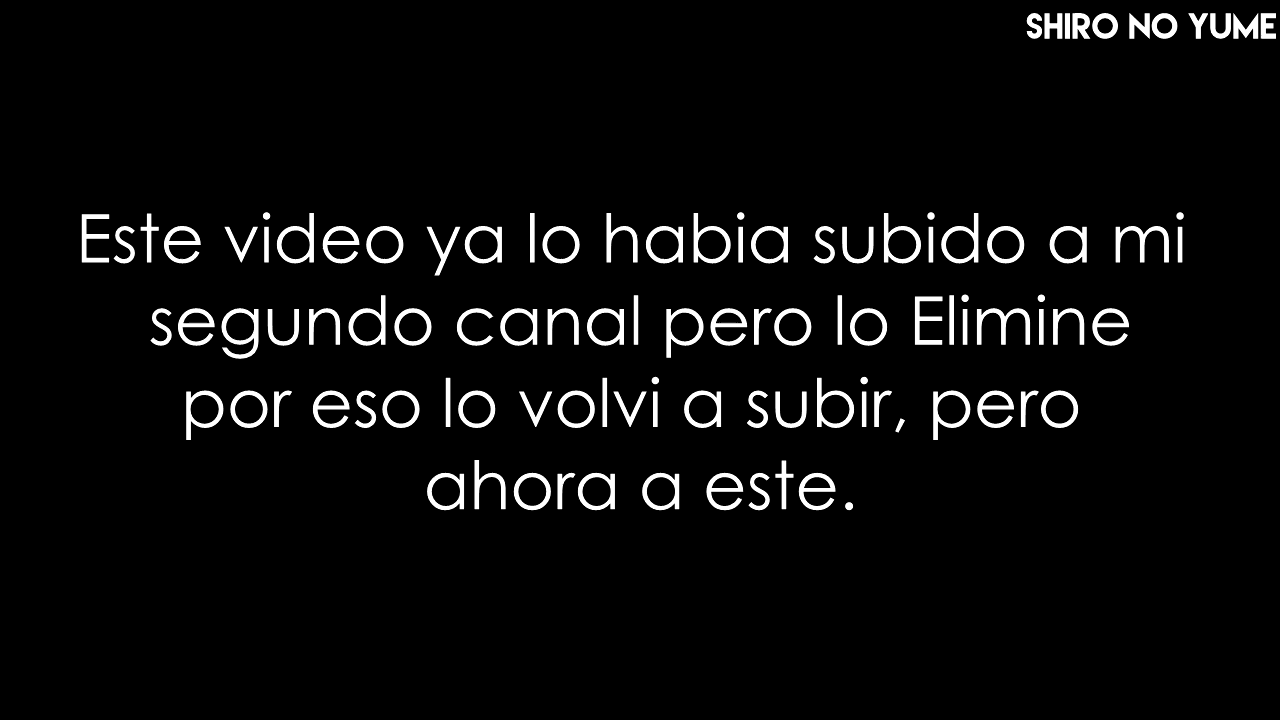 SHIRO NO YUME
Este video ya lo habia subido a mi
segundo canal pero lo Elimine
por eso lo volvi a subir, pero
ahora a este.